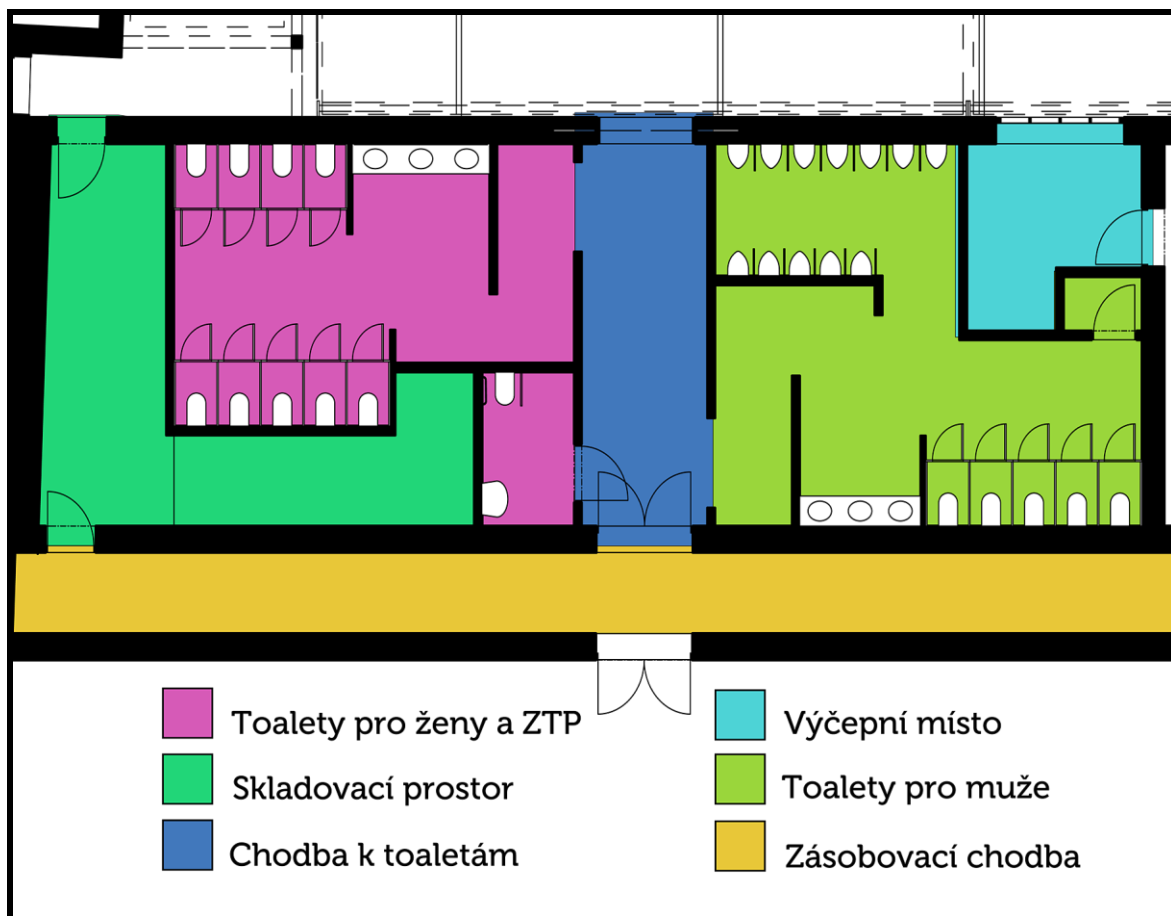 Toalety pro ženy a ZTP
Skladovací prostor
Chodba k toaletám
Výčepní místo
Toalety pro muže
Zásobovací chodba